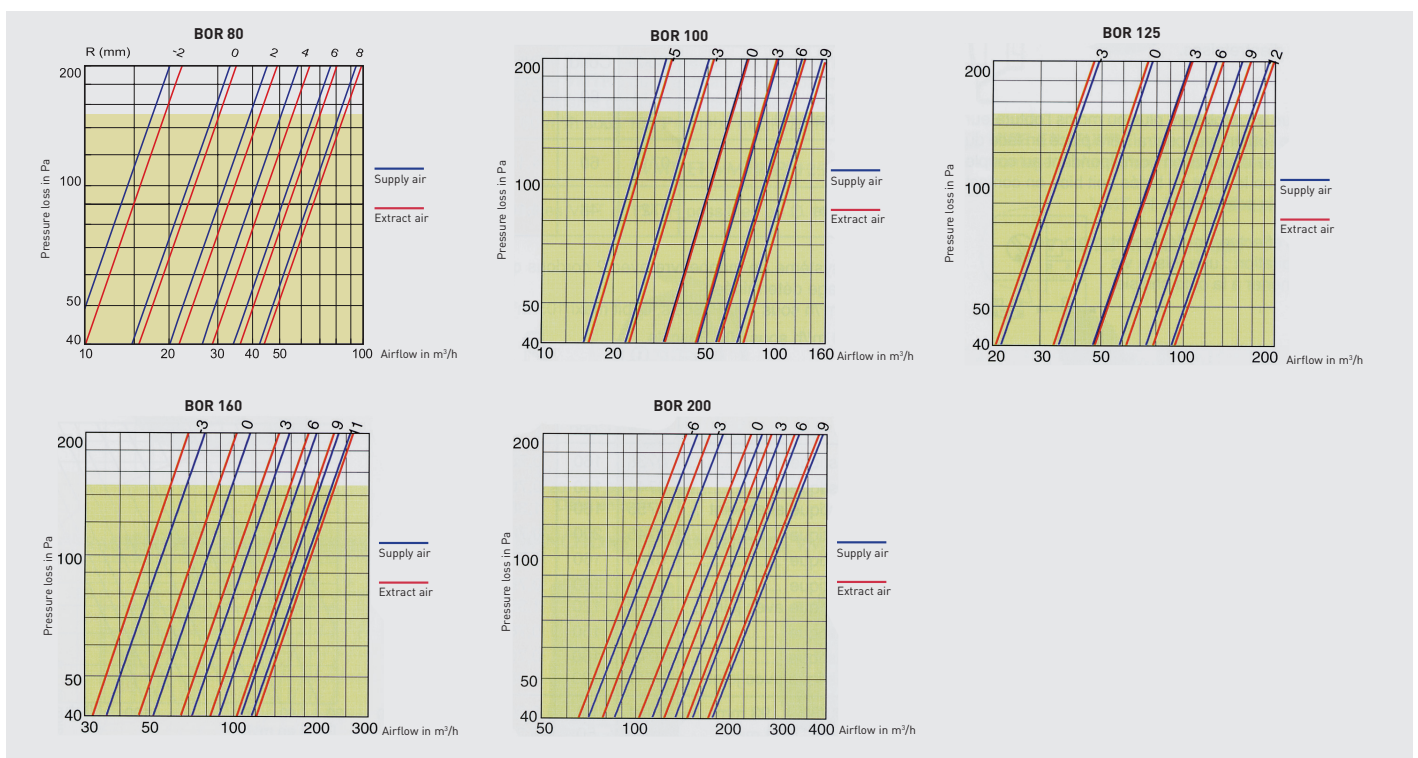 BOR 80
R (mm) -2 0 2 4 6 8
200
100
50
40
10 20 30 40 50 100
Pressure loss in Pa
Airflow in m³/h
Supply air
Extract air
BOR 100
-5 -3 0 3 6 9
200
100
50
40
10 20 50 100 160
Pressure loss in Pa
Airflow in m³/h
Supply air
Extract air
BOR 125
-3 0 3 6 9 12
200
100
50
40
20 30 50 100 200
Pressure loss in Pa
Airflow in m³/h
Supply air
Extract air
BOR 160
-3 0 3 6 9 11
200
100
50
40
30 50 100 200 300
Pressure loss in Pa
Airflow in m³/h
Supply air
Extract air
BOR 200
-6 -3 0 3 6 9
200
100
50
40
50 100 200 300 400
Pressure loss in Pa
Airflow in m³/h
Supply air
Extract air